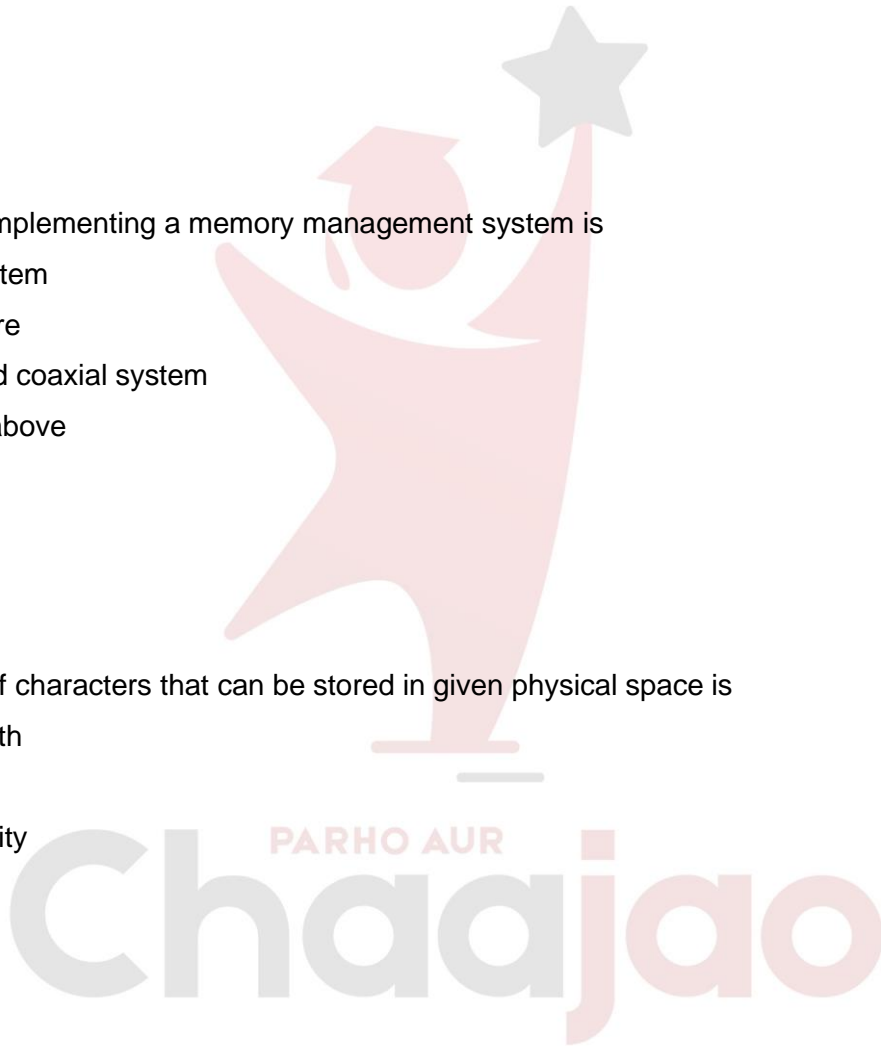 mplementing a memory management system is
tem
re
d coaxial system
above
f characters that can be stored in given physical space is
th
ity
PARHO AUR
Chaajao